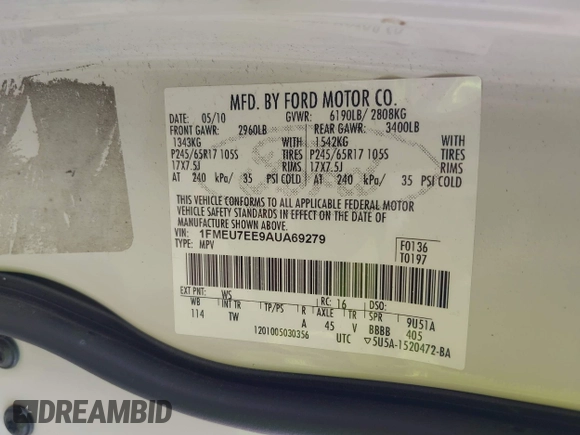 MFD. BY FORD MOTOR CO.
DATE: 05/10 GVWR: 6190LB/ 2808KG
FRONT GAWR: 2960LB REAR GAWR: 3400LB
1343KG WITH 1542KG WITH
P245/65R17 105S TIRES P245/65R17 105S TIRES
17X7.5J RIMS 17X7.5J RIMS
AT 240 kPa/ 35 PSI COLD AT 240 kPa/ 35 PSI COLD
THIS VEHICLE CONFORMS TO ALL APPLICABLE FEDERAL MOTOR
VEHICLE SAFETY STANDARDS IN EFFECT ON THE DATE OF
MANUFACTURE SHOWN ABOVE.
VIN: 1FMEU7EE9AUA69279 F0136
TYPE: MPV T0197
EXT PNT: WS RC: 16 DSO:
WB INT TR TP/PS R AXLE TR SPR 9U51A
114 TW A 45 V BBBB 405
1201005030356 UTC ▽5U5A-1520472-BA
DREAMBID